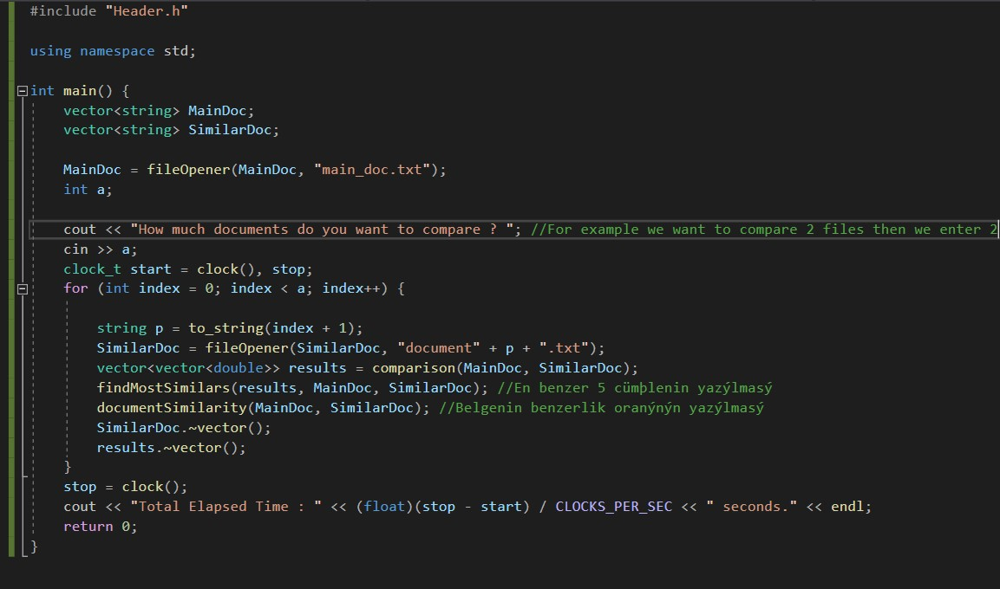 #include "Header.h"
using namespace std;
int main() {
vector<string> MainDoc;
vector<string> SimilarDoc;
MainDoc = fileOpener(MainDoc, "main_doc.txt");
int a;
cout << "How much documents do you want to compare ? "; //For example we want to compare 2 files then we enter 2
cin >> a;
clock_t start = clock(), stop;
for (int index = 0; index < a; index++) {
string p = to_string(index + 1);
SimilarDoc = fileOpener(SimilarDoc, "document" + p + ".txt");
vector<vector<double>> results = comparison(MainDoc, SimilarDoc);
findMostSimilars(results, MainDoc, SimilarDoc); //En benzer 5 cümþlenin yazýlmasý
documentSimilarity(MainDoc, SimilarDoc); //Belgenin benzerlik oranýnýn yazýlmasý
SimilarDoc.~vector();
results.~vector();
}
stop = clock();
cout << "Total Elapsed Time : " << (float)(stop - start) / CLOCKS_PER_SEC << " seconds." << endl;
return 0;
}